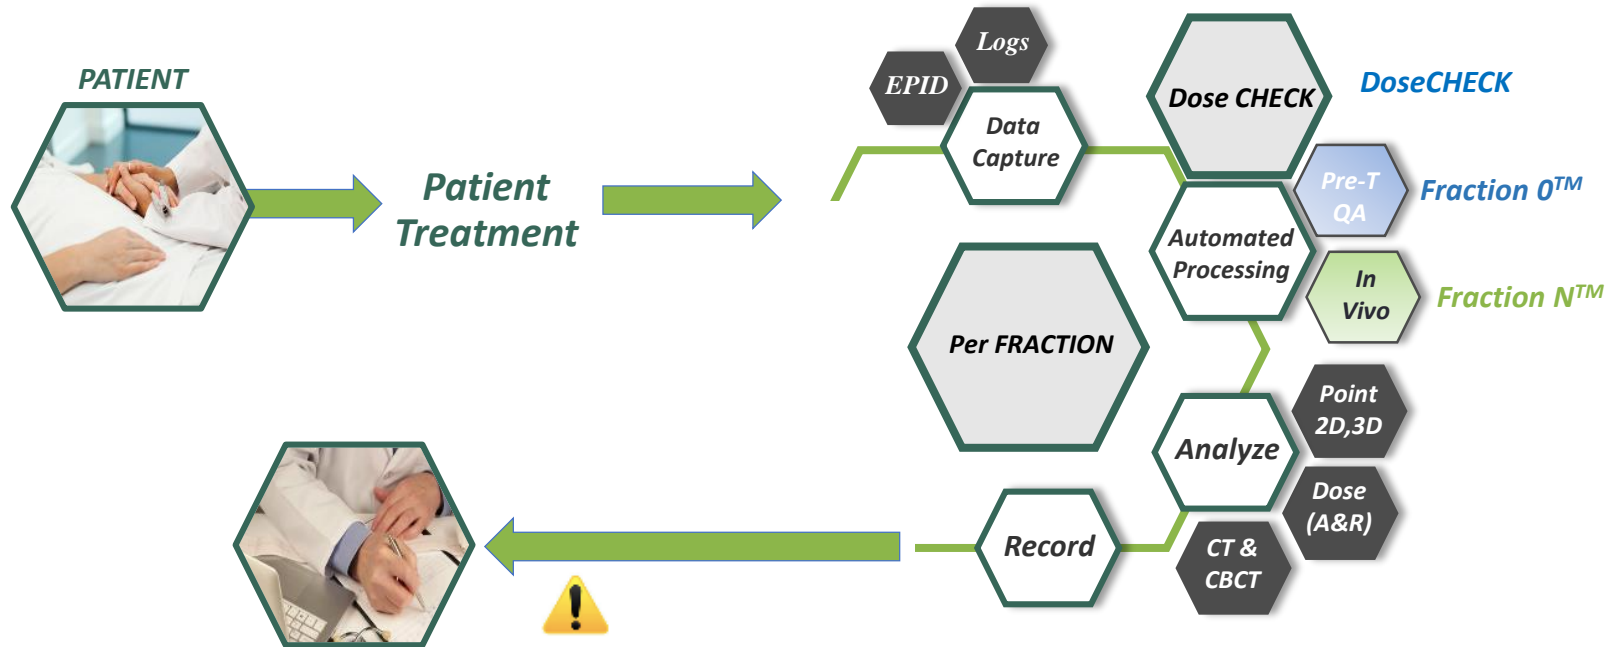 PATIENT
Patient
Treatment
Logs
EPID
Data
Capture
Dose CHECK
DoseCHECK
Pre-T
QA
Fraction 0TM
Automated
Processing
In
Vivo
Fraction NTM
Per FRACTION
Point
2D,3D
Analyze
Dose
(A&R)
CT &
CBCT
Record